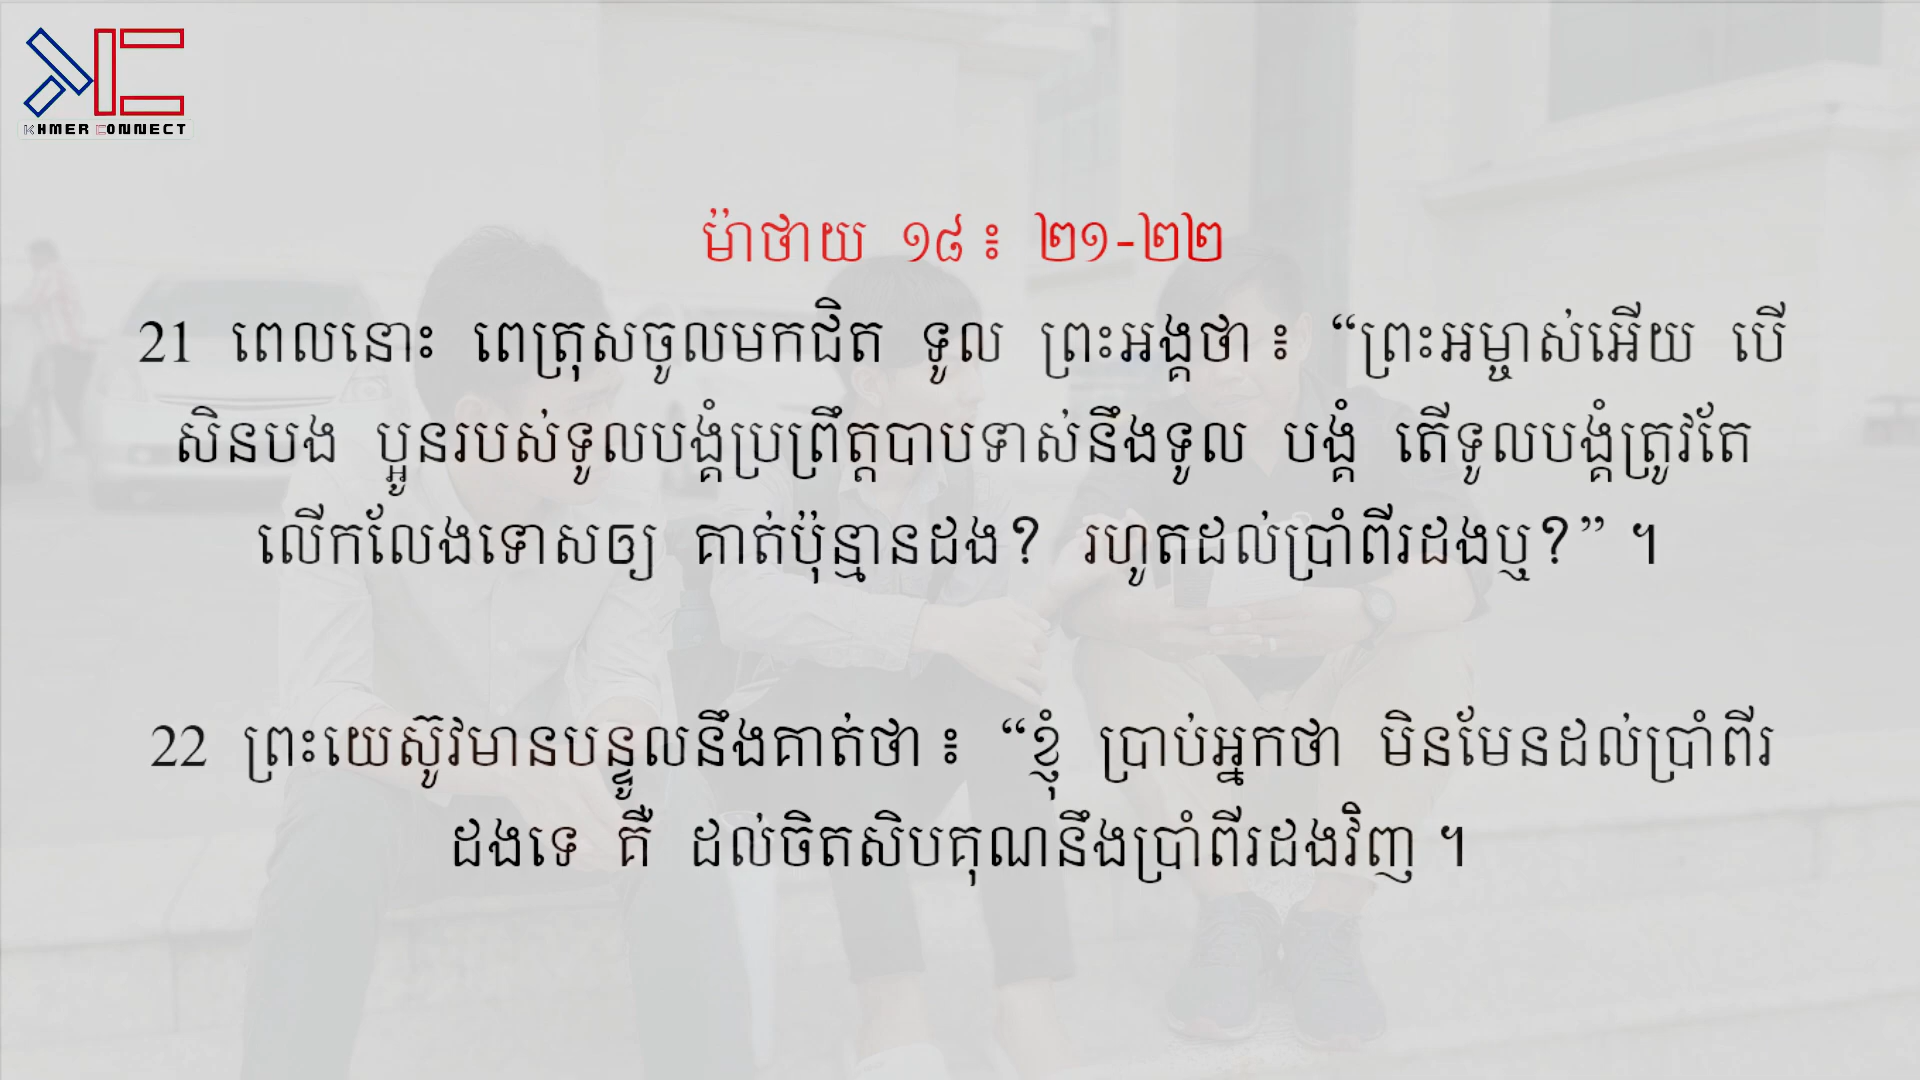 KHMER CONNECT
ម៉ាថាយ ១៨៖ ២១-២២
21 ពេលនោះ ពេត្រុសចូលមកជិត ទូល ព្រះអង្គថា៖ “ព្រះអម្ចាស់អើយ បើ
សិនបង ប្អូនរបស់ទូលបង្គំប្រព្រឹត្តបាបទាស់នឹងទូល បង្គំ តើទូលបង្គំត្រូវតែ
លើកលែងទោសឲ្យ គាត់ប៉ុន្មានដង? រហូតដល់ប្រាំពីរដងឬ?” ។
22 ព្រះយេស៊ូវមានបន្ទូលនឹងគាត់ថា៖ “ខ្ញុំ ប្រាប់អ្នកថា មិនមែនដល់ប្រាំពីរ
ដងទេ គឺ ដល់ចិតសិបគុណនឹងប្រាំពីរដងវិញ ។